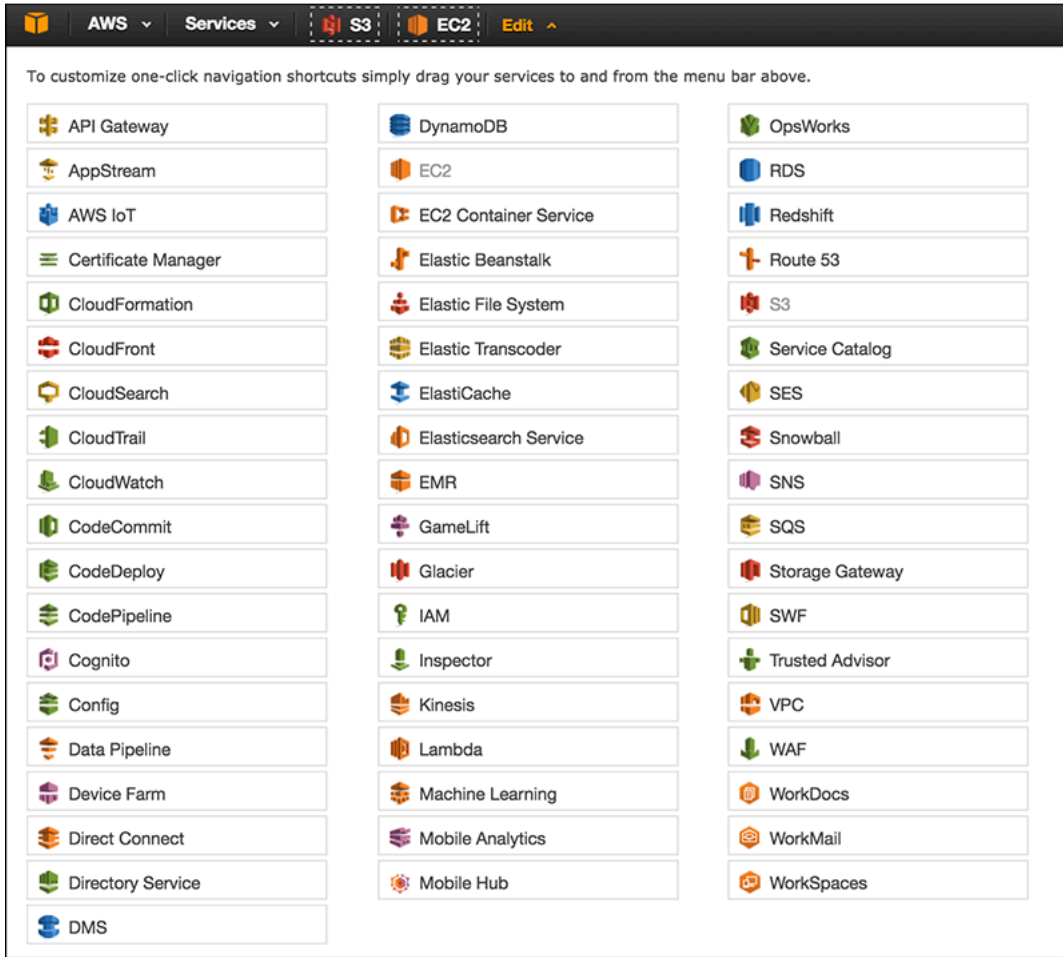 AWS Services S3 EC2 Edit
To customize one-click navigation shortcuts simply drag your services to and from the menu bar above.
API Gateway
AppStream
AWS IoT
Certificate Manager
CloudFormation
CloudFront
CloudSearch
CloudTrail
CloudWatch
CodeCommit
CodeDeploy
CodePipeline
Cognito
Config
Data Pipeline
Device Farm
Direct Connect
Directory Service
DMS
DynamoDB
EC2
EC2 Container Service
Elastic Beanstalk
Elastic File System
Elastic Transcoder
ElastiCache
Elasticsearch Service
EMR
GameLift
Glacier
IAM
Inspector
Kinesis
Lambda
Machine Learning
Mobile Analytics
Mobile Hub
OpsWorks
RDS
Redshift
Route 53
S3
Service Catalog
SES
Snowball
SNS
SQS
Storage Gateway
SWF
Trusted Advisor
VPC
WAF
WorkDocs
WorkMail
WorkSpaces